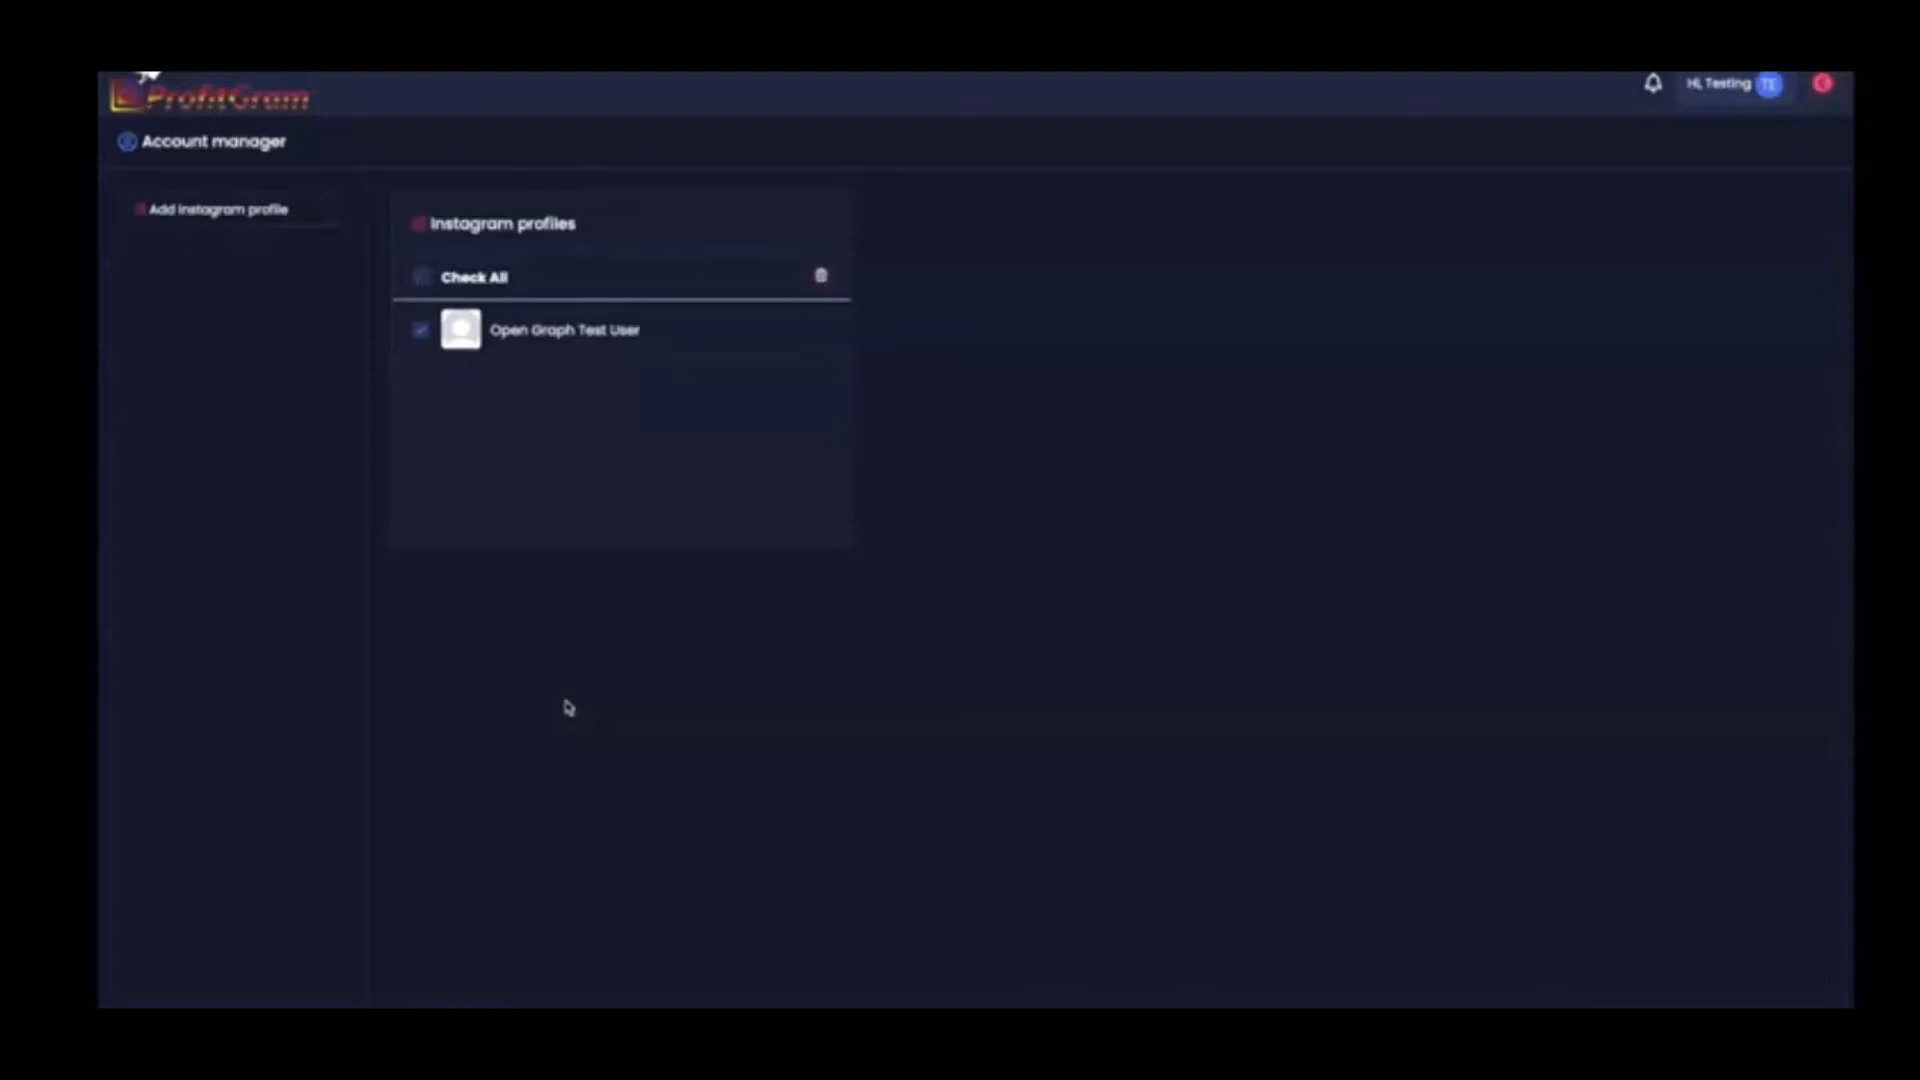 ProfitGram
Hi, Testing TE
Account manager
Add Instagram profile
Instagram profiles
Check All
Open Graph Test User